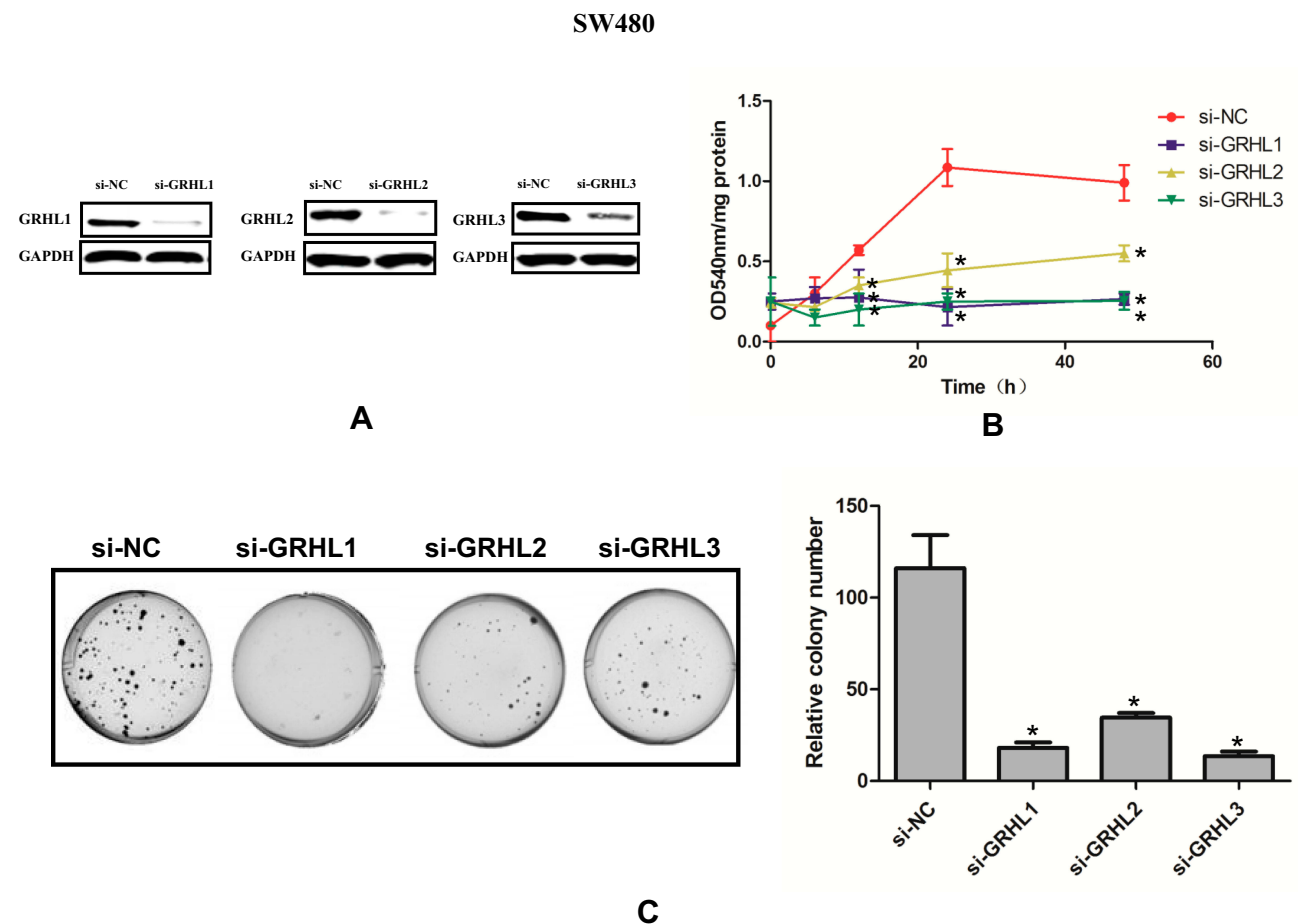 SW480
si-NC si-GRHL1
GRHL1
GAPDH
si-NC si-GRHL2
GRHL2
GAPDH
si-NC si-GRHL3
GRHL3
GAPDH
A
OD540nm/mg protein
1.5
1.0
0.5
0.0
0 20 40 60
Time（h）
si-NC
si-GRHL1
si-GRHL2
si-GRHL3
*
*
*
*
*
*
*
*
*
B
si-NC si-GRHL1 si-GRHL2 si-GRHL3
Relative colony number
150
100
50
0
*
*
*
si-NC
si-GRHL1
si-GRHL2
si-GRHL3
C